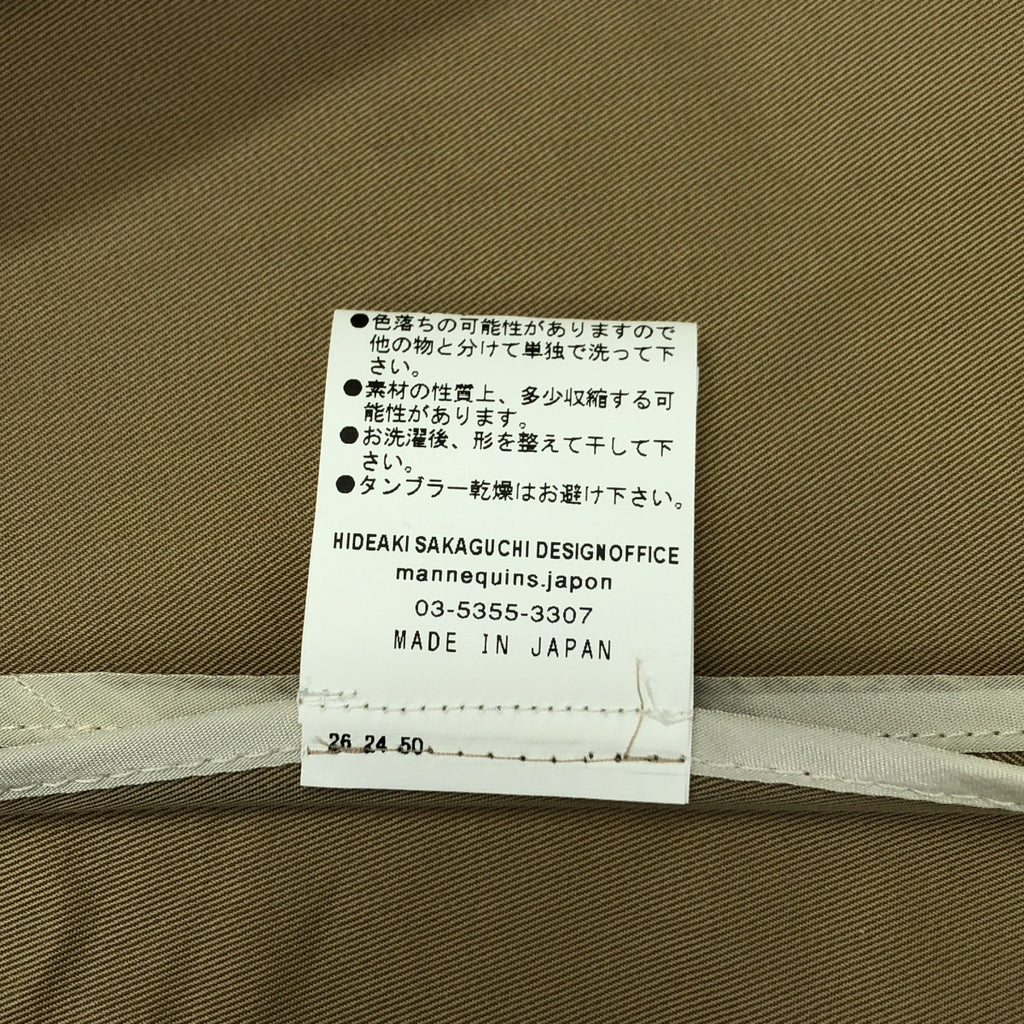 ●色落ちの可能性がありますので
他の物と分けて単独で洗って下
さい。
●素材の性質上、多少収縮する可
能性があります。
●お洗濯後、形を整えて干して下
さい。
●タンブラー乾燥はお避け下さい。
HIDEAKI SAKAGUCHI DESIGN OFFICE
mannequins.japon
03-5355-3307
MADE IN JAPAN
26 24 50